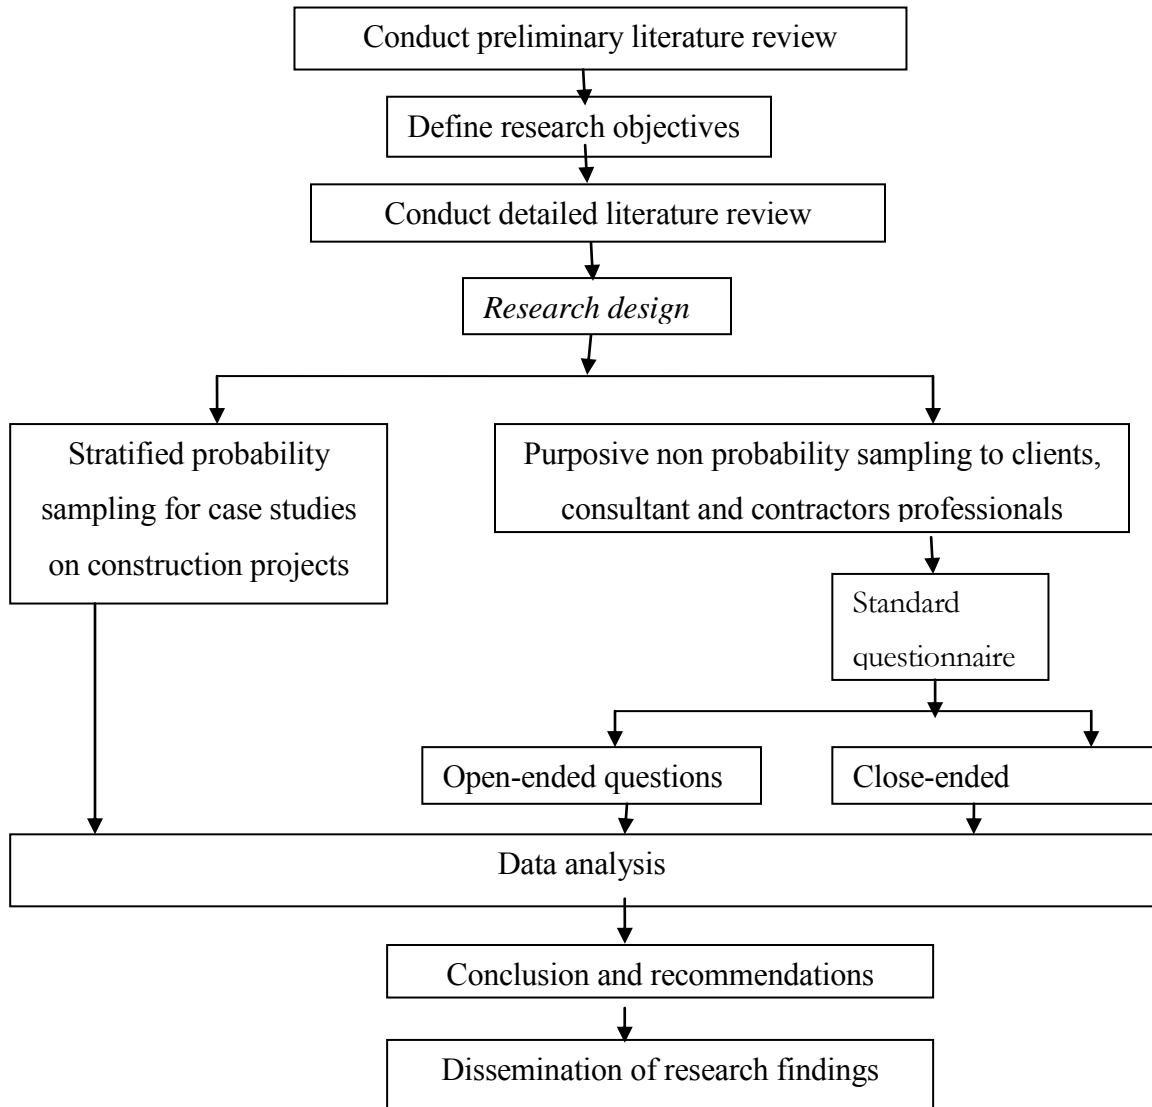 Conduct preliminary literature review
Define research objectives
Conduct detailed literature review
Research design
Stratified probability
sampling for case studies
on construction projects
Purposive non probability sampling to clients,
consultant and contractors professionals
Standard
questionnaire
Open-ended questions
Close-ended
Data analysis
Conclusion and recommendations
Dissemination of research findings